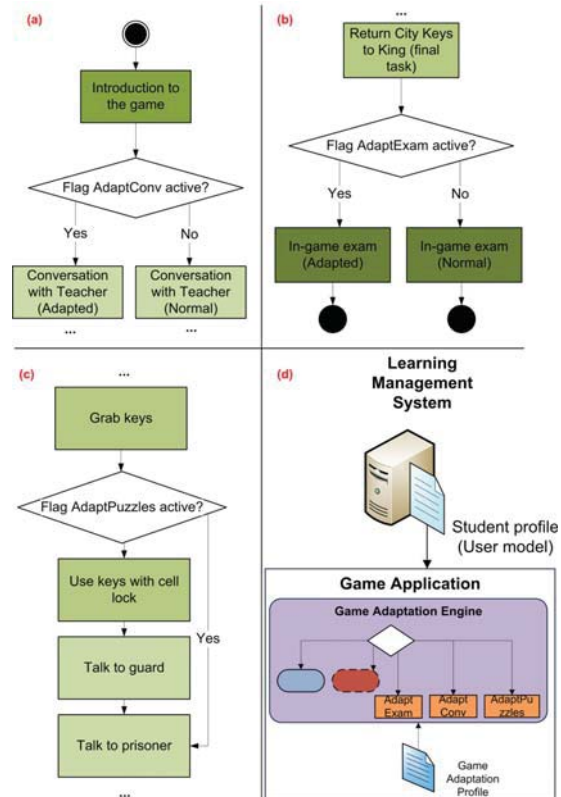 (a)
Introduction to
the game
Flag AdaptConv active?
Yes
No
Conversation
with Teacher
(Adapted)
Conversation
with Teacher
(Normal)
...
...
(b)
...
Return City Keys
to King (final
task)
Flag AdaptExam active?
Yes
No
In-game exam
(Adapted)
In-game exam
(Normal)
(c)
...
Grab keys
Flag AdaptPuzzles active?
Use keys with cell
lock
Yes
Talk to guard
Talk to prisoner
...
(d)
Learning
Management
System
Student profile
(User model)
Game Application
Game Adaptation Engine
Adapt
Exam
Adapt
Conv
AdaptPu
zzles
Game
Adaptation
Profile